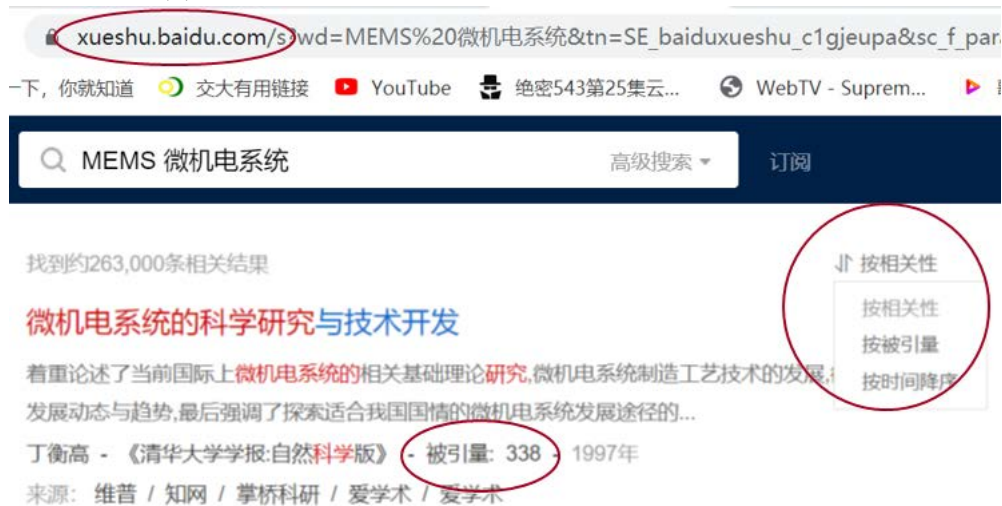 xueshu.baidu.com/s?wd=MEMS%20微机电系统&tn=SE_baiduxueshu_c1gjeupa&sc_f_para
一下，你就知道 交大有用链接 YouTube 绝密543第25集云... WebTV - Suprem...
MEMS 微机电系统 高级搜索 订阅
找到约263,000条相关结果 按相关性
微机电系统的科学研究与技术开发 按相关性
按被引量
着重论述了当前国际上微机电系统的相关基础理论研究,微机电系统制造工艺技术的发展, 按时间降序
发展动态与趋势,最后强调了探索适合我国国情的微机电系统发展途径的...
丁衡高 - 《清华大学学报:自然科学版》 - 被引量: 338 - 1997年
来源: 维普 / 知网 / 掌桥科研 / 爱学术 / 爱学术